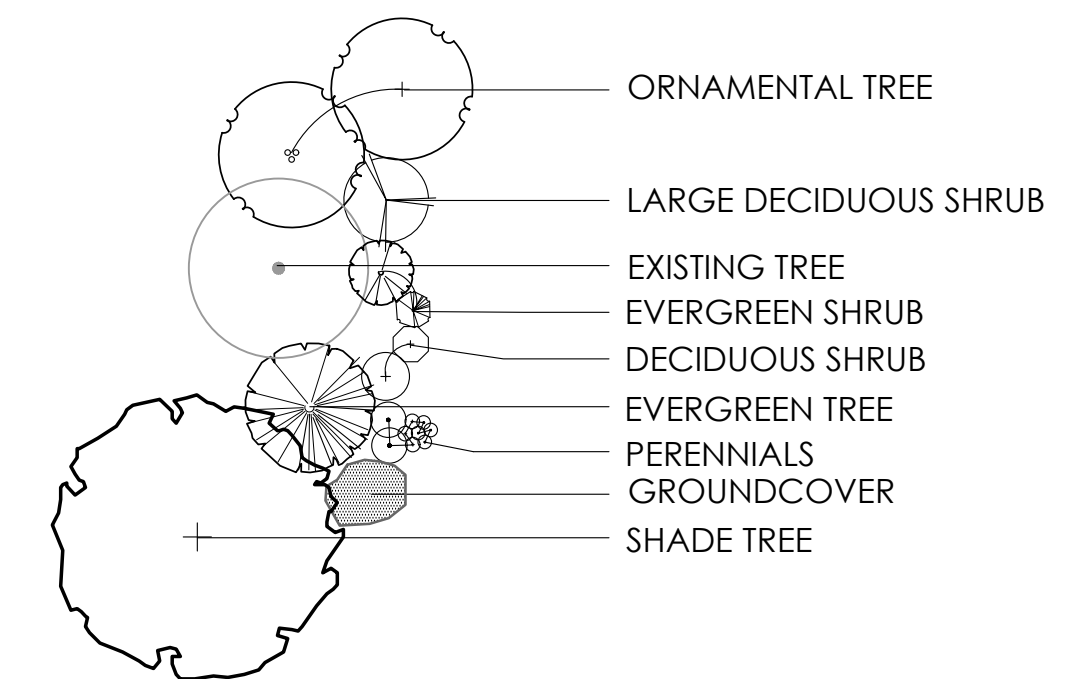 ORNAMENTAL TREE
LARGE DECIDUOUS SHRUB
EXISTING TREE
EVERGREEN SHRUB
DECIDUOUS SHRUB
EVERGREEN TREE
PERENNIALS
GROUNDCOVER
SHADE TREE